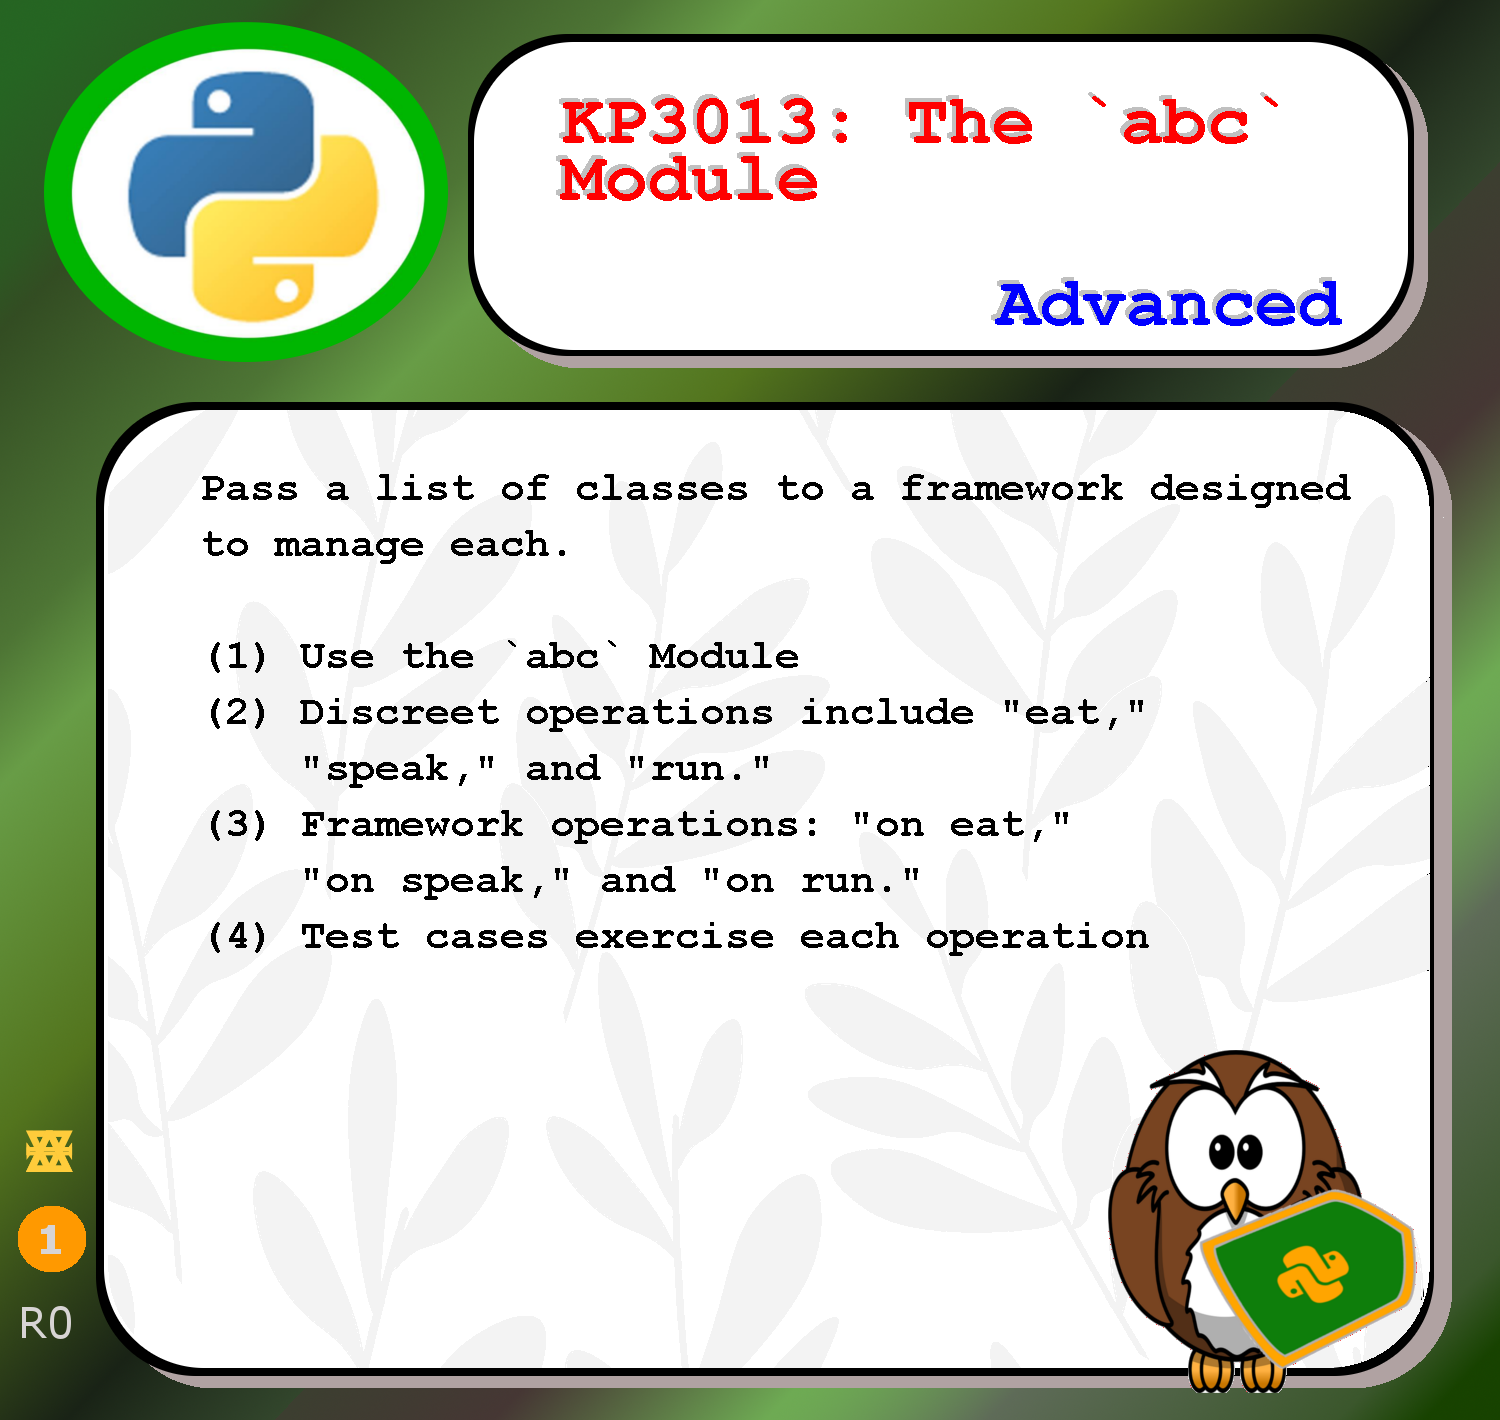 KP3013: The `abc`
Module
Advanced
Pass a list of classes to a framework designed
to manage each.
(1) Use the `abc` Module
(2) Discreet operations include "eat,"
"speak," and "run."
(3) Framework operations: "on eat,"
"on speak," and "on run."
(4) Test cases exercise each operation
1
R0